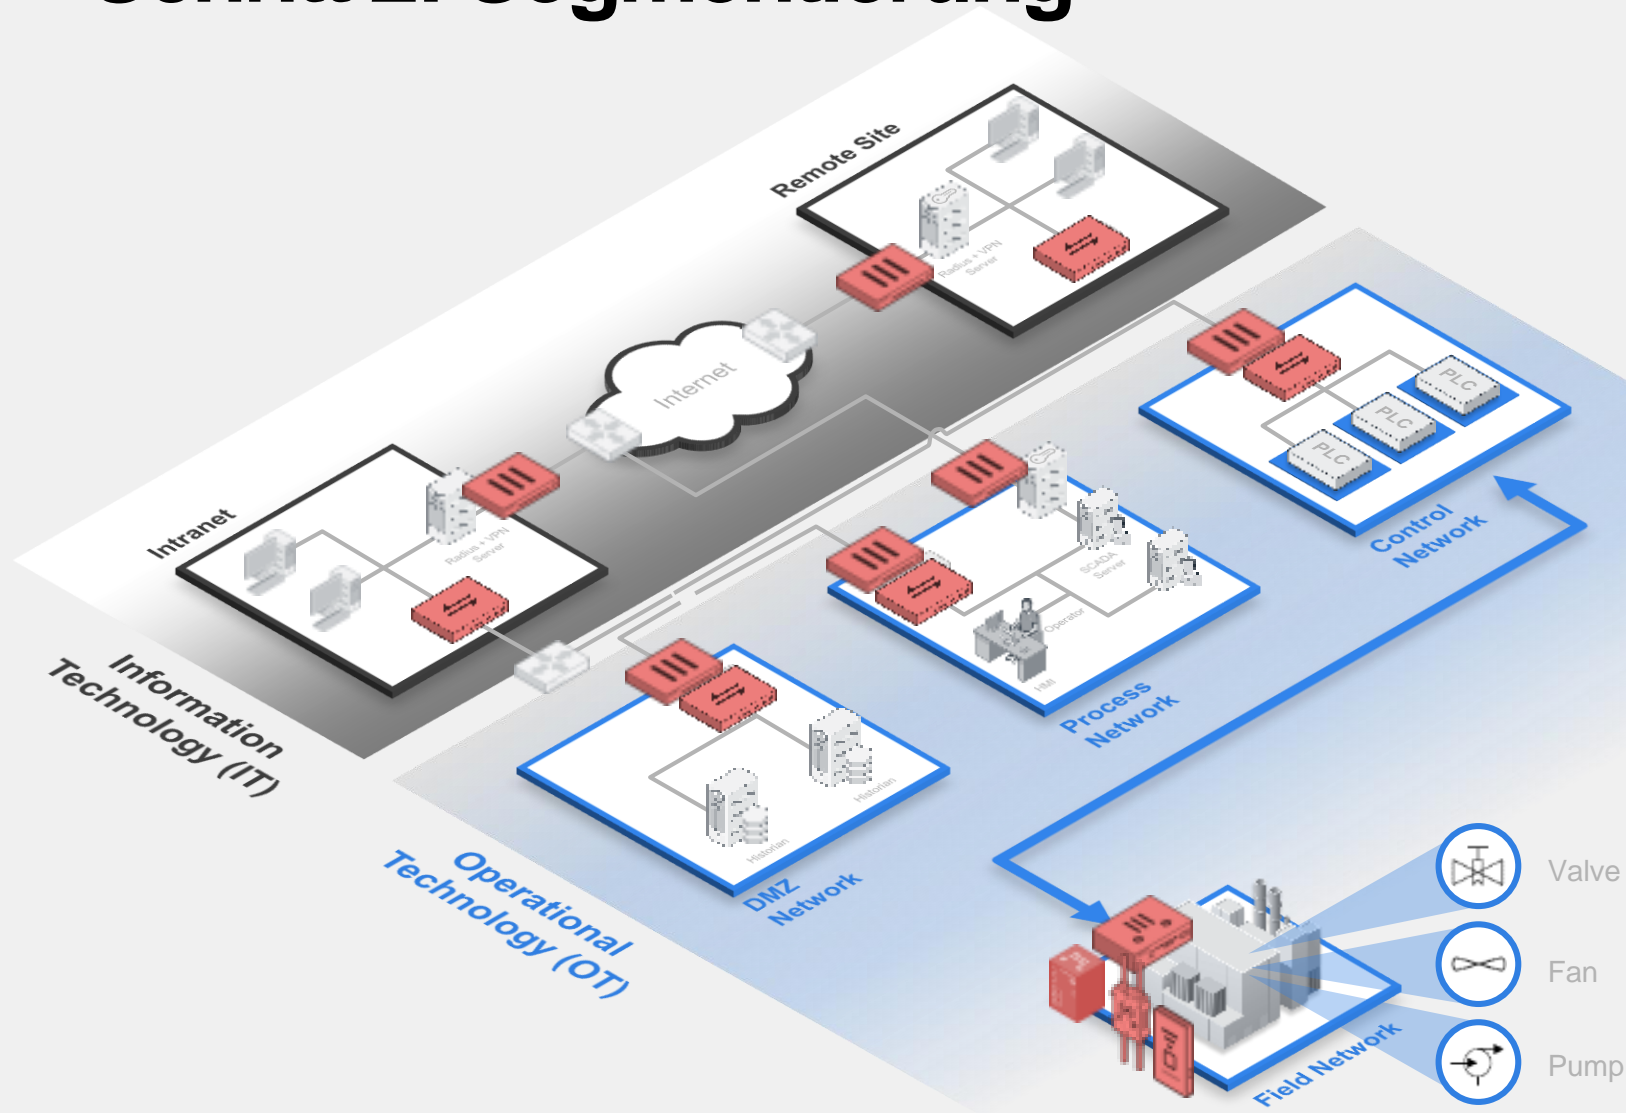 Segmentierung
Remote Site
Radius + VPN
Server
Internet
Intranet
Radius + VPN
Server
PLC
PLC
PLC
Control
Network
SCADA
Server
Operator
HMI
Process
Network
Information
Technology (IT)
Historian
Historian
DMZ
Network
Operational
Technology (OT)
Valve
Fan
Pump
Field Network